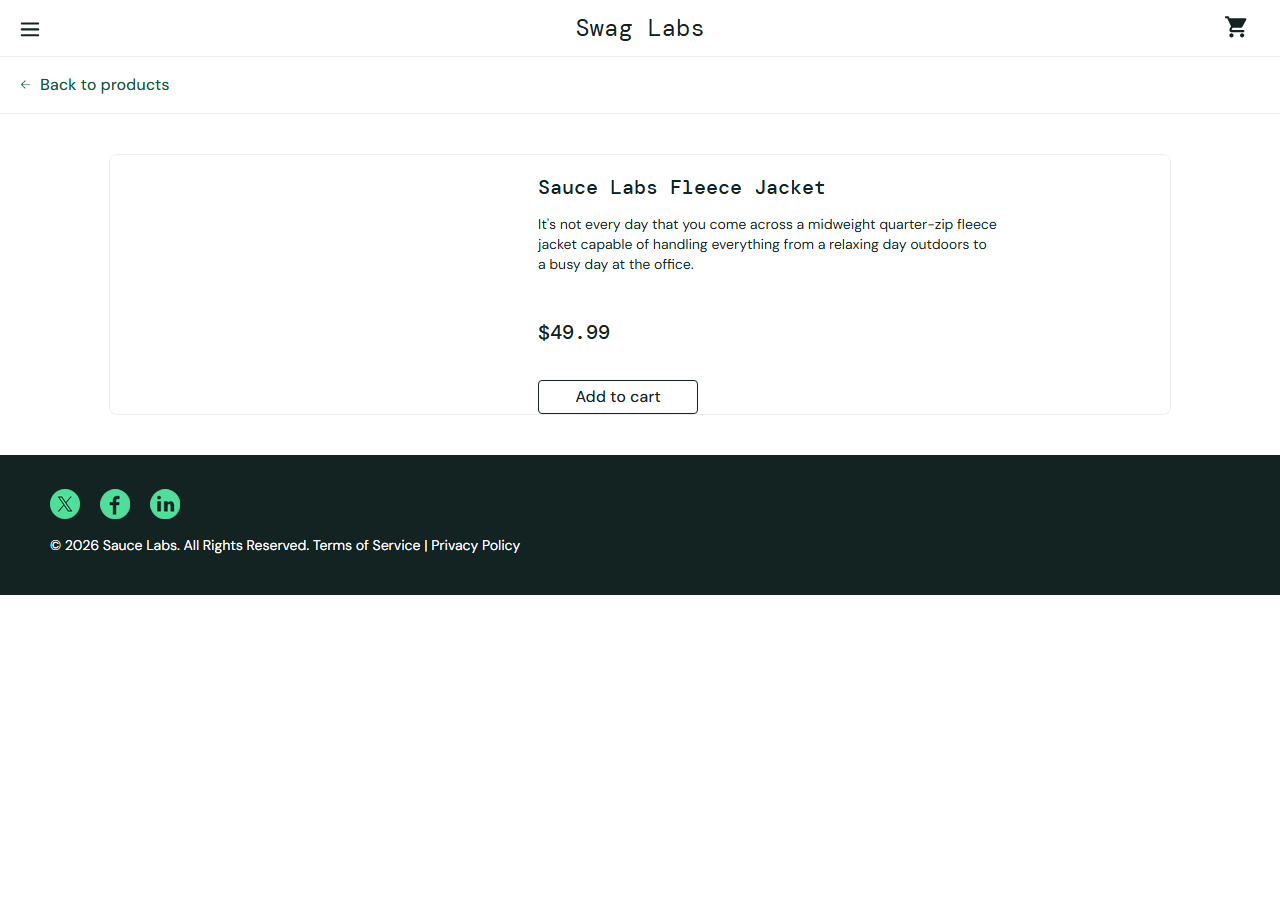 Swag Labs
Back to products
Sauce Labs Fleece Jacket
It's not every day that you come across a midweight quarter-zip fleece
jacket capable of handling everything from a relaxing day outdoors to
a busy day at the office.
$49.99
Add to cart
© 2026 Sauce Labs. All Rights Reserved. Terms of Service | Privacy Policy